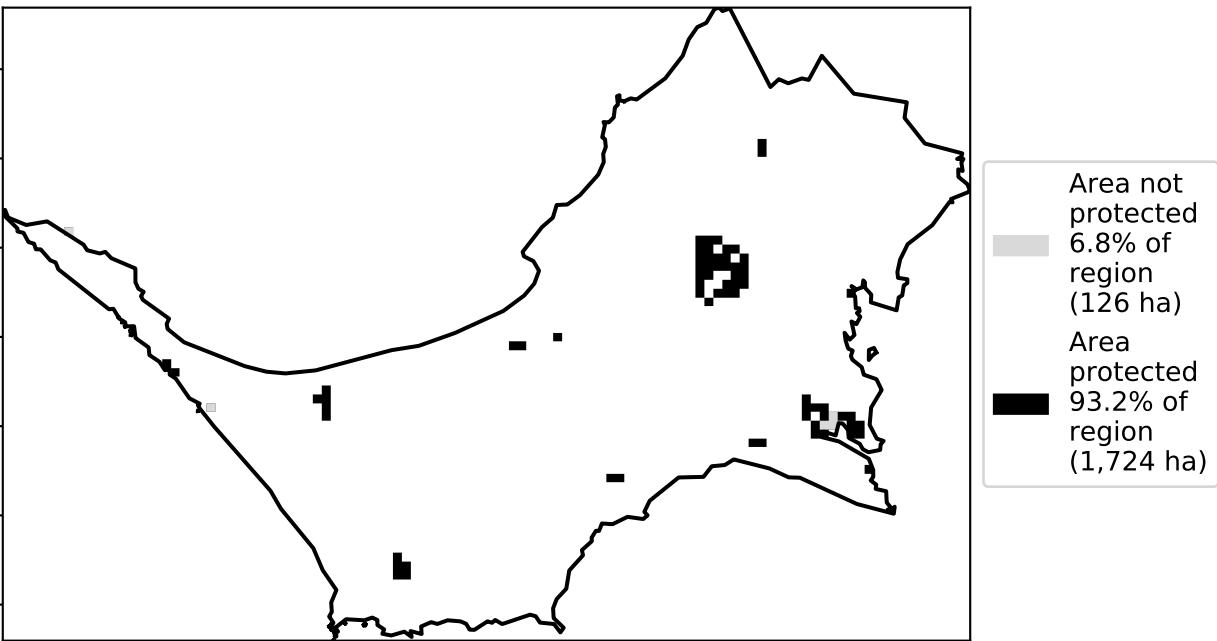 Area not
protected
6.8% of
region
(126 ha)
Area
protected
93.2% of
region
(1,724 ha)